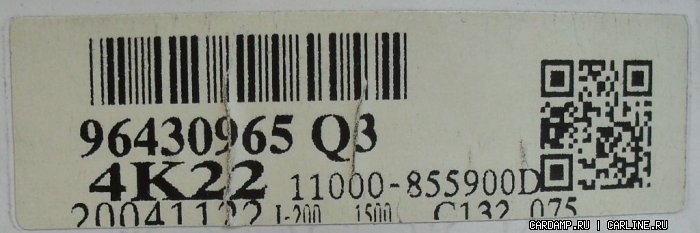 96430965 Q3
4K22 11000-855900D
20041122 J-200 1500 C132 075
CARDAMP.RU | CARLINE.RU